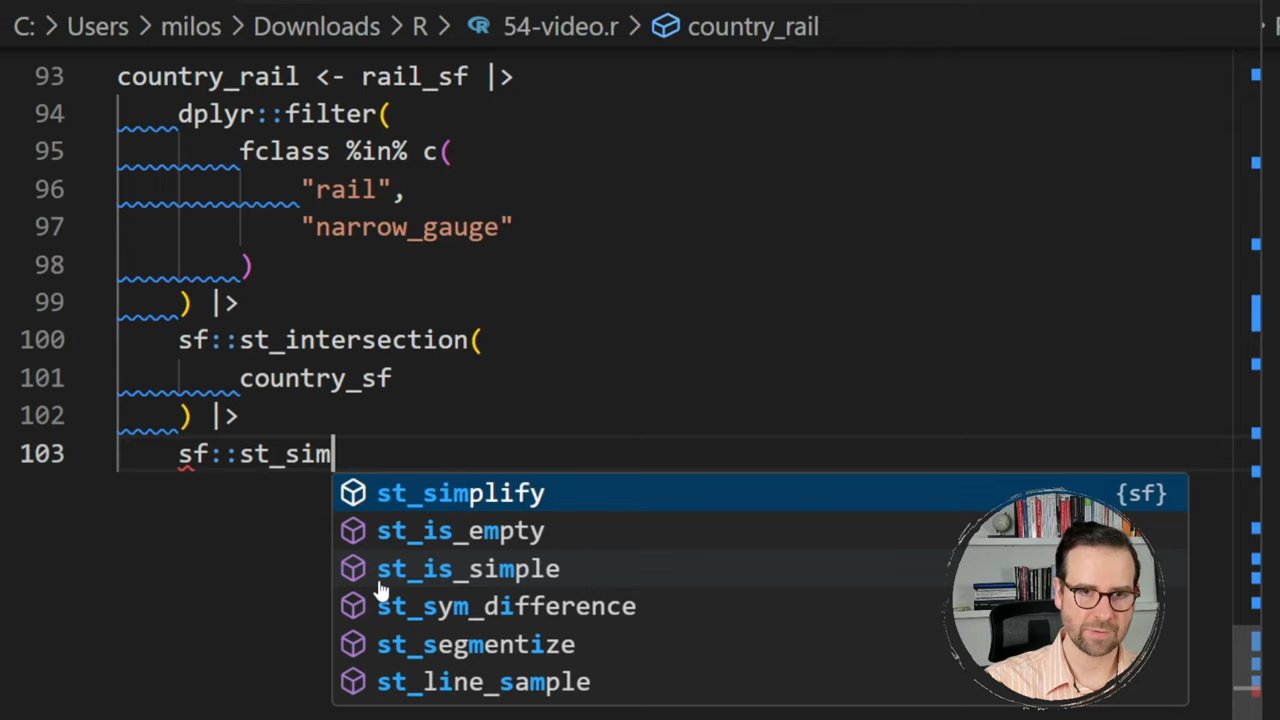 C: > Users > milos > Downloads > R > 54-video.r > country_rail
93 country_rail <- rail_sf |>
94 dplyr::filter(
95 fclass %in% c(
96 "rail",
97 "narrow_gauge"
98 )
99 ) |>
100 sf::st_intersection(
101 country_sf
102 ) |>
103 sf::st_sim
st_simplify {sf}
st_is_empty
st_is_simple
st_sym_difference
st_segmentize
st_line_sample